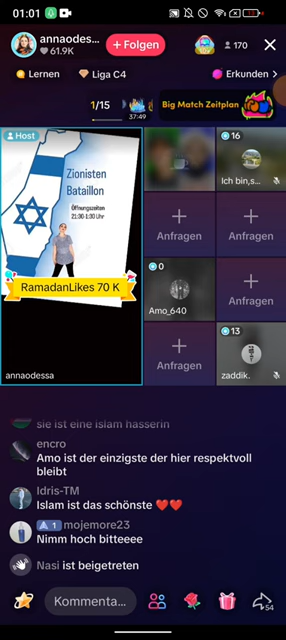 01:01
annaodes...
61.9K
+ Folgen
170
Lernen
Liga C4
Erkunden
1/15
37:49
Big Match Zeitplan
Host
Zionisten
Bataillon
Öffnungszeiten
21:30-1:30 Uhr
RamadanLikes 70 K
annaodessa
16
Ich bin,s...
Anfragen
Anfragen
0
Amo_640
Anfragen
Anfragen
13
zaddik.
sie ist eine islam hasserin
encro
Amo ist der einzigste der hier respektvoll
bleibt
Idris-TM
Islam ist das schönste
1 mojemore23
Nimm hoch bitteeee
Nasi ist beigetreten
Kommenta...
54